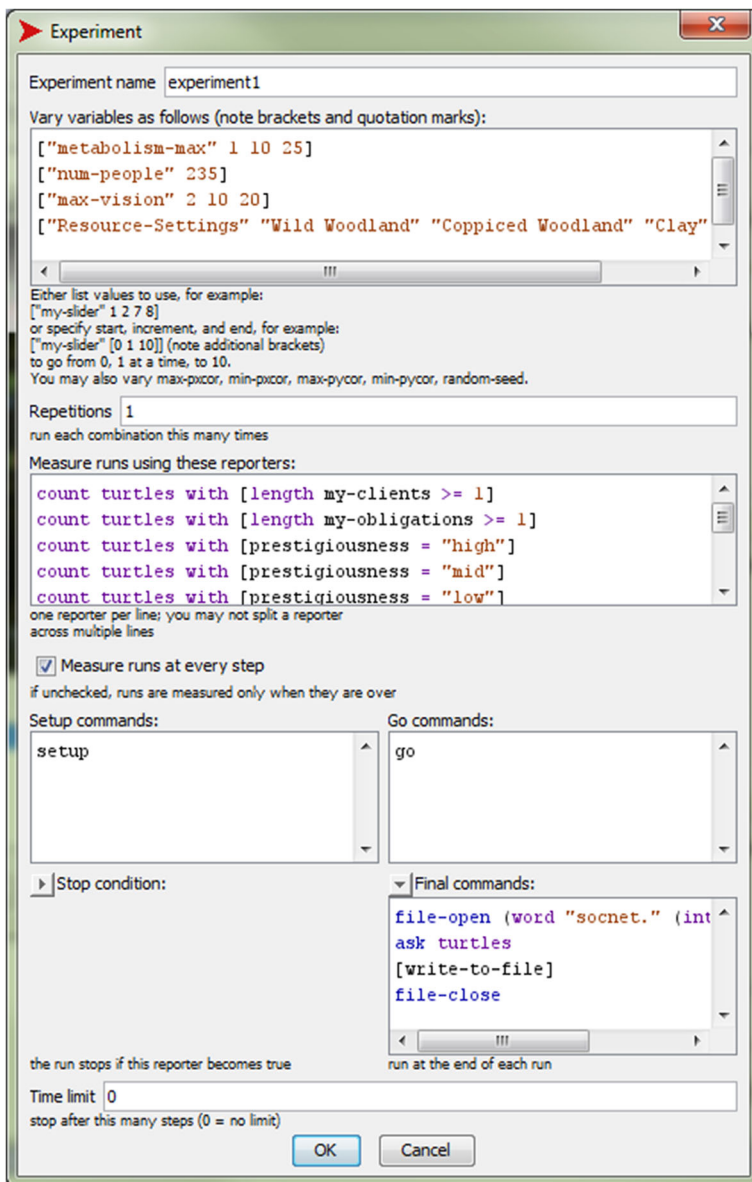 Experiment
Experiment name experiment1
Vary variables as follows (note brackets and quotation marks):
["metabolism-max" 1 10 25]
["num-people" 235]
["max-vision" 2 10 20]
["Resource-Settings" "Wild Woodland" "Coppiced Woodland" "Clay"
Either list values to use, for example:
["my-slider" 1 2 7 8]
or specify start, increment, and end, for example:
["my-slider" [0 1 10]] (note additional brackets)
to go from 0, 1 at a time, to 10.
You may also vary max-pxcor, min-pxcor, max-pycor, min-pycor, random-seed.
Repetitions 1
run each combination this many times
Measure runs using these reporters:
count turtles with [length my-clients >= 1]
count turtles with [length my-obligations >= 1]
count turtles with [prestigiousness = "high"]
count turtles with [prestigiousness = "mid"]
count turtles with [prestigiousness = "low"]
one reporter per line; you may not split a reporter
across multiple lines
Measure runs at every step
if unchecked, runs are measured only when they are over
Setup commands:
setup
Go commands:
go
Stop condition:
the run stops if this reporter becomes true
Final commands:
file-open (word "socnet." (int
ask turtles
[write-to-file]
file-close
run at the end of each run
Time limit 0
stop after this many steps (0 = no limit)
OK
Cancel